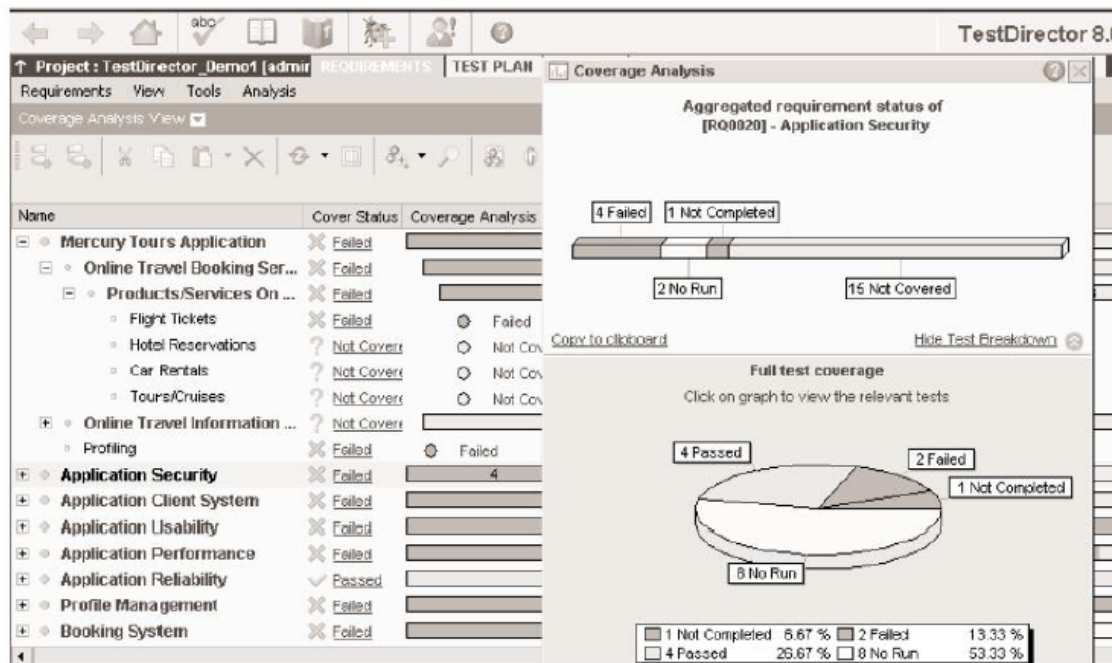 abc
TestDirector 8.0
Project : TestDirector_Demo1 [admin
REQUIREMENTS
TEST PLAN
Requirements View Tools Analysis
Coverage Analysis View
Name Cover Status Coverage Analysis
Mercury Tours Application Failed
Online Travel Booking Ser... Failed
Products/Services On ... Failed
Flight Tickets Failed Failed
Hotel Reservations Not Covere Not Cov
Car Rentals Not Covere Not Cov
Tours/Cruises Not Covere Not Cov
Online Travel Information ... Not Covere
Profiling Failed Failed
Application Security Failed 4
Application Client System Failed
Application Usability Failed
Application Performance Failed
Application Reliability Passed
Profile Management Failed
Booking System Failed
Coverage Analysis
Aggregated requirement status of
[RQ0020] - Application Security
4 Failed 1 Not Completed
2 No Run 15 Not Covered
Copy to clipboard Hide Test Breakdown
Full test coverage
Click on graph to view the relevant tests
4 Passed
2 Failed
1 Not Completed
8 No Run
1 Not Completed 6.67 % 2 Failed 13.33 %
4 Passed 26.67 % 8 No Run 53.33 %